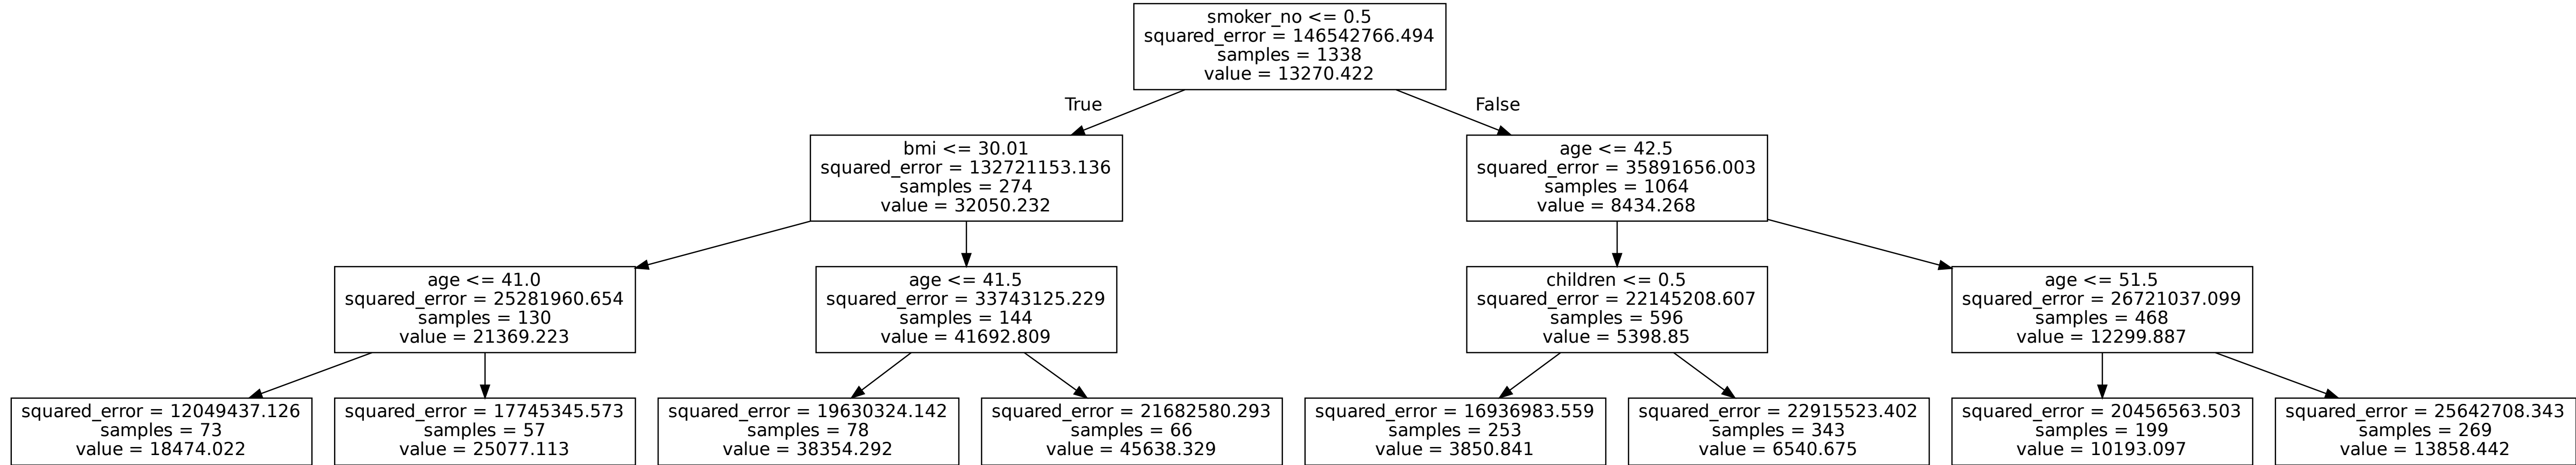 smoker_no <= 0.5
squared_error = 146542766.494
samples = 1338
value = 13270.422
True
False
bmi <= 30.01
squared_error = 132721153.136
samples = 274
value = 32050.232
age <= 42.5
squared_error = 35891656.003
samples = 1064
value = 8434.268
age <= 41.0
squared_error = 25281960.654
samples = 130
value = 21369.223
age <= 41.5
squared_error = 33743125.229
samples = 144
value = 41692.809
children <= 0.5
squared_error = 22145208.607
samples = 596
value = 5398.85
age <= 51.5
squared_error = 26721037.099
samples = 468
value = 12299.887
squared_error = 12049437.126
samples = 73
value = 18474.022
squared_error = 17745345.573
samples = 57
value = 25077.113
squared_error = 19630324.142
samples = 78
value = 38354.292
squared_error = 21682580.293
samples = 66
value = 45638.329
squared_error = 16936983.559
samples = 253
value = 3850.841
squared_error = 22915523.402
samples = 343
value = 6540.675
squared_error = 20456563.503
samples = 199
value = 10193.097
squared_error = 25642708.343
samples = 269
value = 13858.442